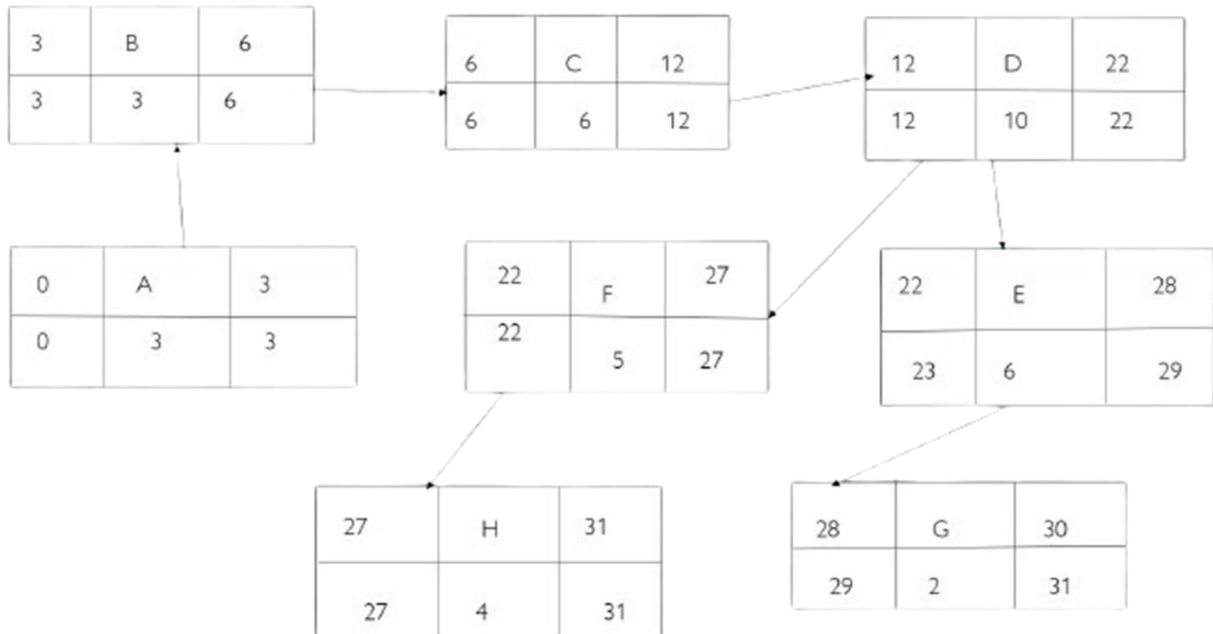 3 B 6
3 3 6
6 C 12
6 6 12
12 D 22
12 10 22
0 A 3
0 3 3
22 F 27
22 5 27
22 E 28
23 6 29
27 H 31
27 4 31
28 G 30
29 2 31